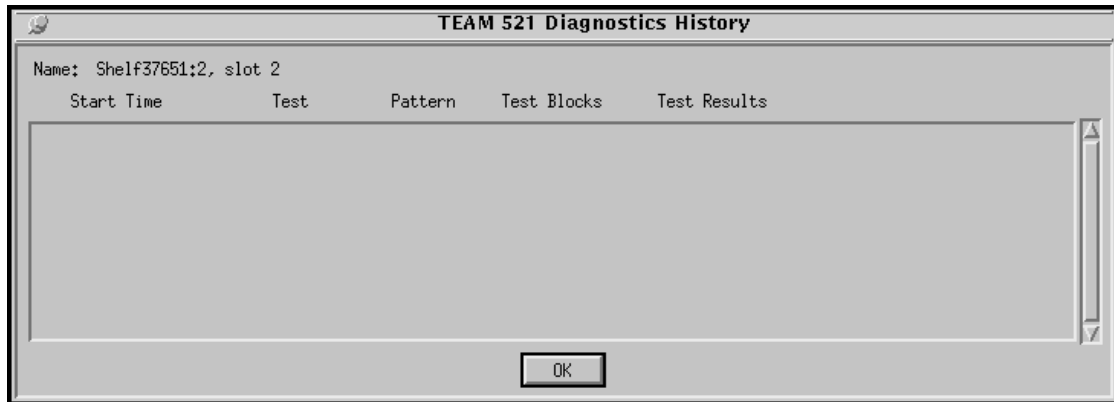 TEAM 521 Diagnostics History
Name: Shelf37651:2, slot 2
Start Time Test Pattern Test Blocks Test Results
OK